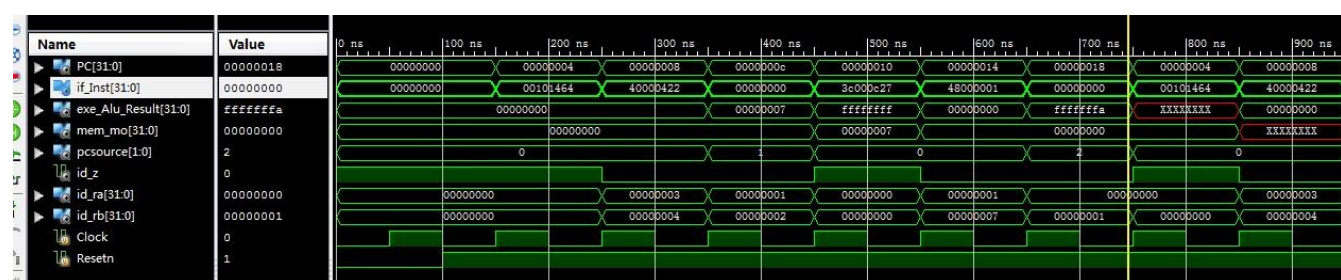 Name Value 0 ns 100 ns 200 ns 300 ns 400 ns 500 ns 600 ns 700 ns 800 ns 900 ns
PC[31:0] 00000018 00000000 00000004 00000008 0000000c 00000010 00000014 00000018 00000004 00000008
if_Inst[31:0] 00000000 00000000 00101464 40000422 00000000 3c000c27 48000001 00000000 00101464 40000422
exe_Alu_Result[31:0] fffffffa 00000000 00000007 ffffffff 00000000 fffffffa XXXXXXXX 00000000
mem_mo[31:0] 00000000 00000000 00000007 00000000 XXXXXXXX
pcsource[1:0] 2 0 1 0 2 0
id_z 0
id_ra[31:0] 00000000 00000000 00000003 00000001 00000000 00000001 00000000 00000003
id_rb[31:0] 00000001 00000000 00000004 00000002 00000000 00000007 00000001 00000000 00000004
Clock 0
Resetn 1